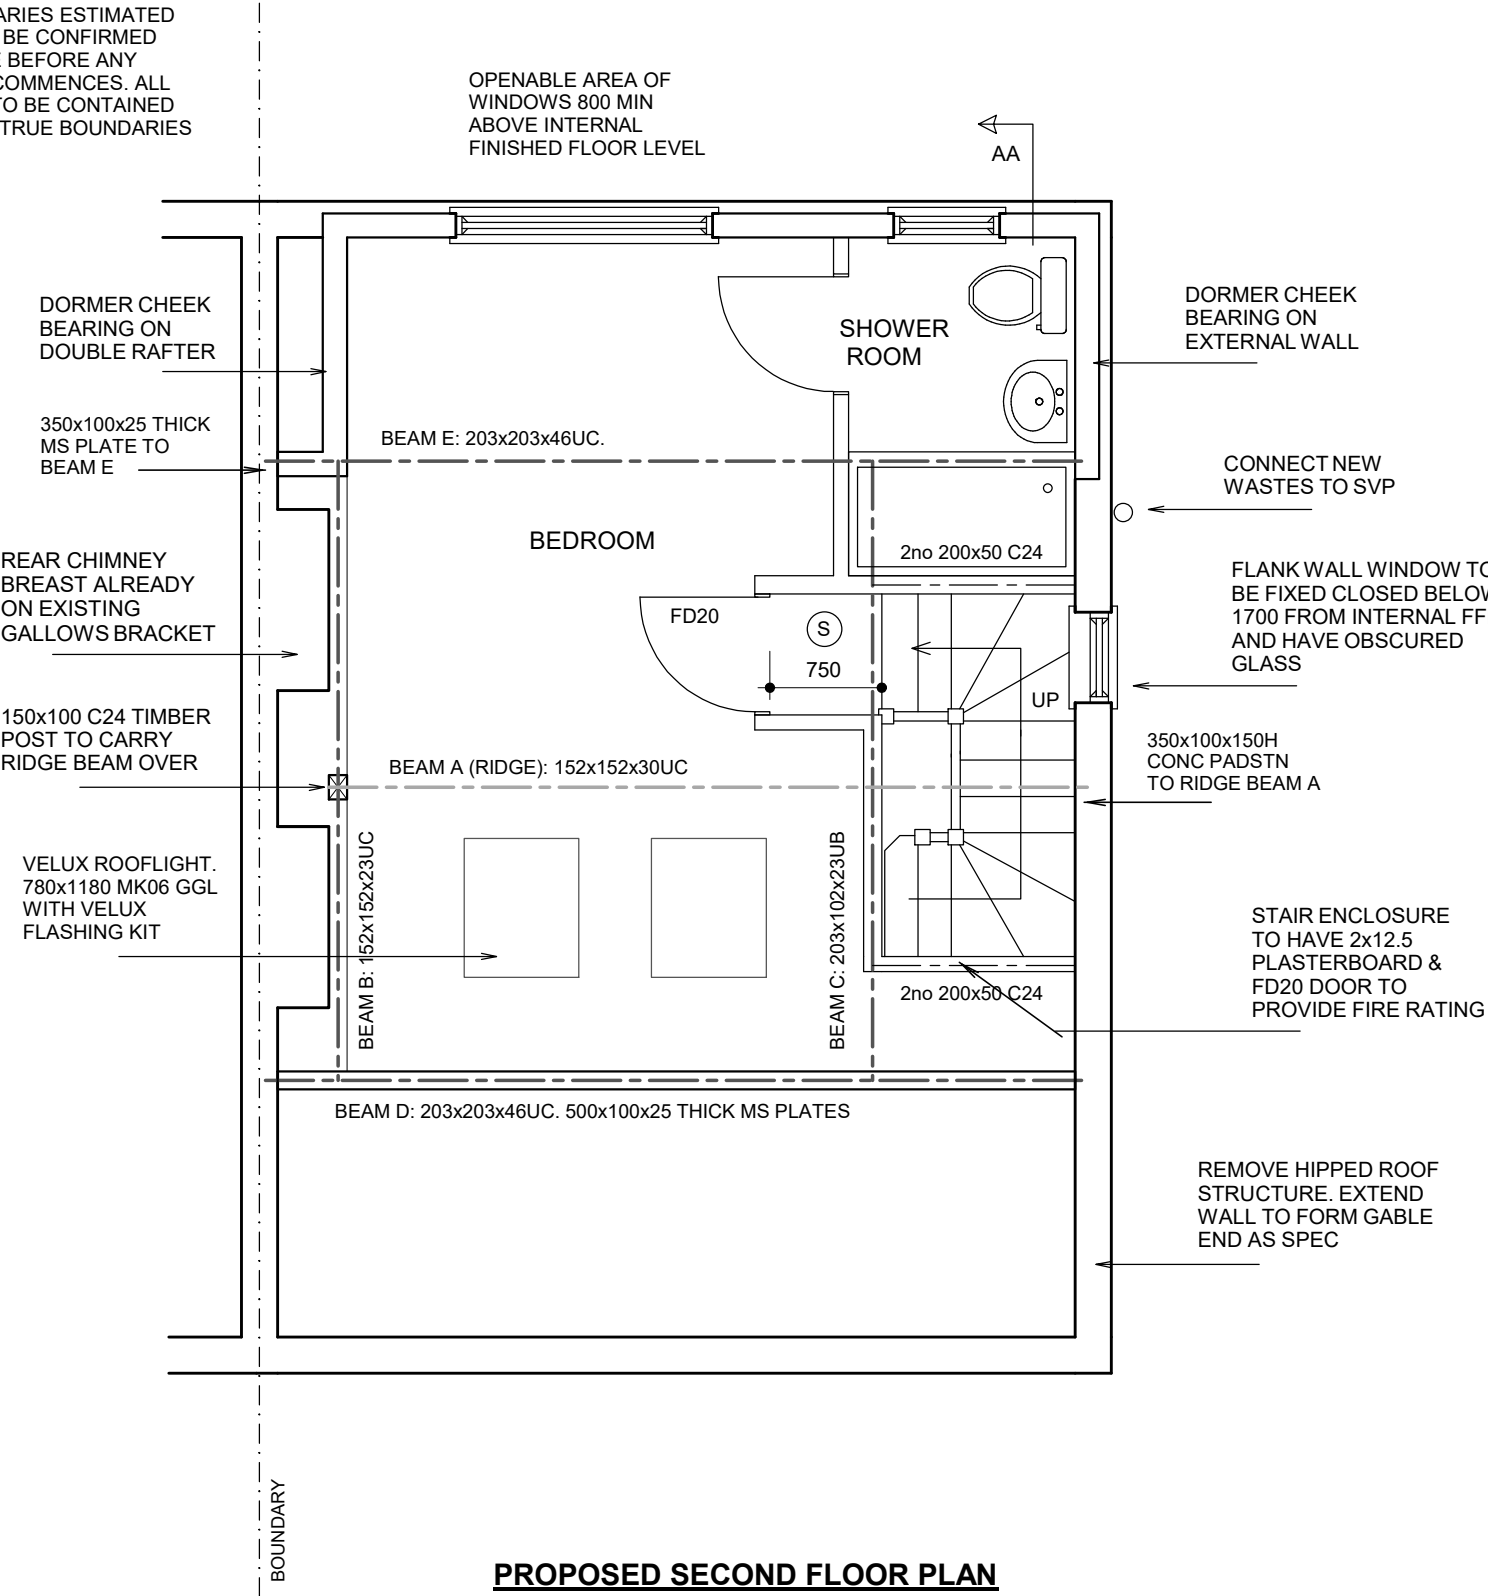 ARIES ESTIMATED
BE CONFIRMED
BEFORE ANY
COMMENCES. ALL
TO BE CONTAINED
TRUE BOUNDARIES
OPENABLE AREA OF
WINDOWS 800 MIN
ABOVE INTERNAL
FINISHED FLOOR LEVEL
AA
DORMER CHEEK
BEARING ON
DOUBLE RAFTER
SHOWER
ROOM
DORMER CHEEK
BEARING ON
EXTERNAL WALL
350x100x25 THICK
MS PLATE TO
BEAM E
BEAM E: 203x203x46UC.
CONNECT NEW
WASTES TO SVP
BEDROOM
2no 200x50 C24
REAR CHIMNEY
BREAST ALREADY
ON EXISTING
GALLOWS BRACKET
FD20
S
750
UP
FLANK WALL WINDOW TO
BE FIXED CLOSED BELOW
1700 FROM INTERNAL FF
AND HAVE OBSCURED
GLASS
150x100 C24 TIMBER
POST TO CARRY
RIDGE BEAM OVER
BEAM A (RIDGE): 152x152x30UC
350x100x150H
CONC PADSTN
TO RIDGE BEAM A
VELUX ROOFLIGHT.
780x1180 MK06 GGL
WITH VELUX
FLASHING KIT
BEAM B: 152x152x23UC
BEAM C: 203x102x23UB
2no 200x50 C24
STAIR ENCLOSURE
TO HAVE 2x12.5
PLASTERBOARD &
FD20 DOOR TO
PROVIDE FIRE RATING
BEAM D: 203x203x46UC. 500x100x25 THICK MS PLATES
REMOVE HIPPED ROOF
STRUCTURE. EXTEND
WALL TO FORM GABLE
END AS SPEC
BOUNDARY
PROPOSED SECOND FLOOR PLAN